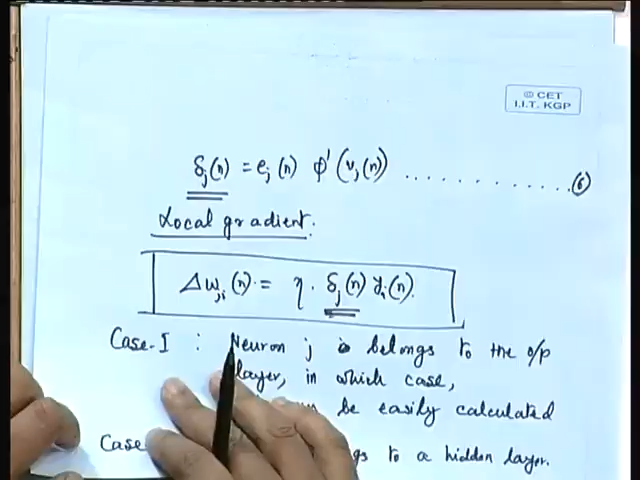 © CET
I.I.T. KGP
δj(n) = ej(n) φ'(vj(n)) .............(6)
Local gradient.
Δwji(n) = η · δj(n) yi(n).
Case-I : Neuron j belongs to the o/p
layer, in which case,
be easily calculated
Case to a hidden layer.